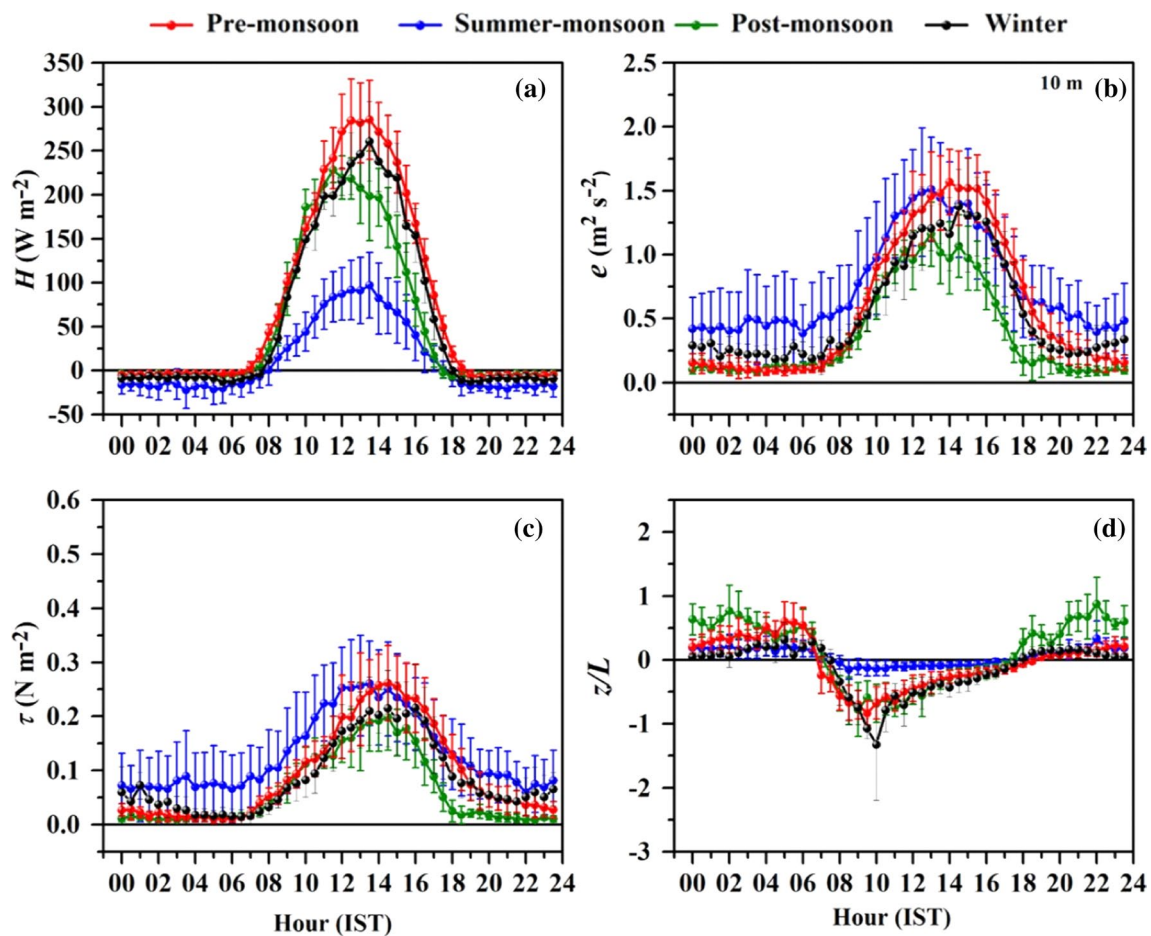 Pre-monsoon Summer-monsoon Post-monsoon Winter
(a)
H (W m⁻²)
350
300
250
200
150
100
50
0
-50
00 02 04 06 08 10 12 14 16 18 20 22 24
10 m (b)
e (m² s⁻²)
2.5
2.0
1.5
1.0
0.5
0.0
00 02 04 06 08 10 12 14 16 18 20 22 24
(c)
τ (N m⁻²)
0.6
0.5
0.4
0.3
0.2
0.1
0.0
00 02 04 06 08 10 12 14 16 18 20 22 24
Hour (IST)
(d)
z/L
2
1
0
-1
-2
-3
00 02 04 06 08 10 12 14 16 18 20 22 24
Hour (IST)